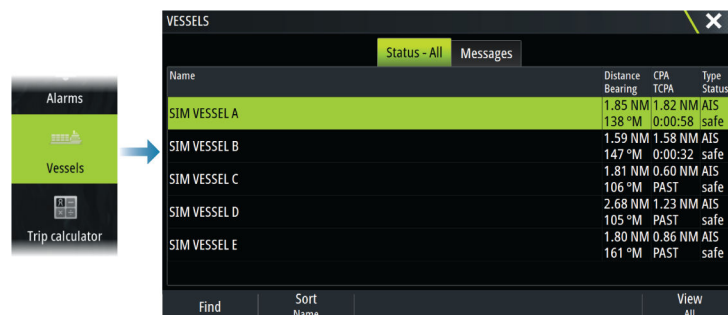 Alarms
Vessels
Trip calculator
VESSELS
Status - All Messages
Name Distance CPA Type
Bearing TCPA Status
SIM VESSEL A 1.85 NM 1.82 NM AIS
138 °M 0:00:58 safe
SIM VESSEL B 1.59 NM 1.58 NM AIS
147 °M 0:00:32 safe
SIM VESSEL C 1.81 NM 0.60 NM AIS
106 °M PAST safe
SIM VESSEL D 2.68 NM 1.23 NM AIS
105 °M PAST safe
SIM VESSEL E 1.80 NM 0.86 NM AIS
161 °M PAST safe
Find Sort View
Name All